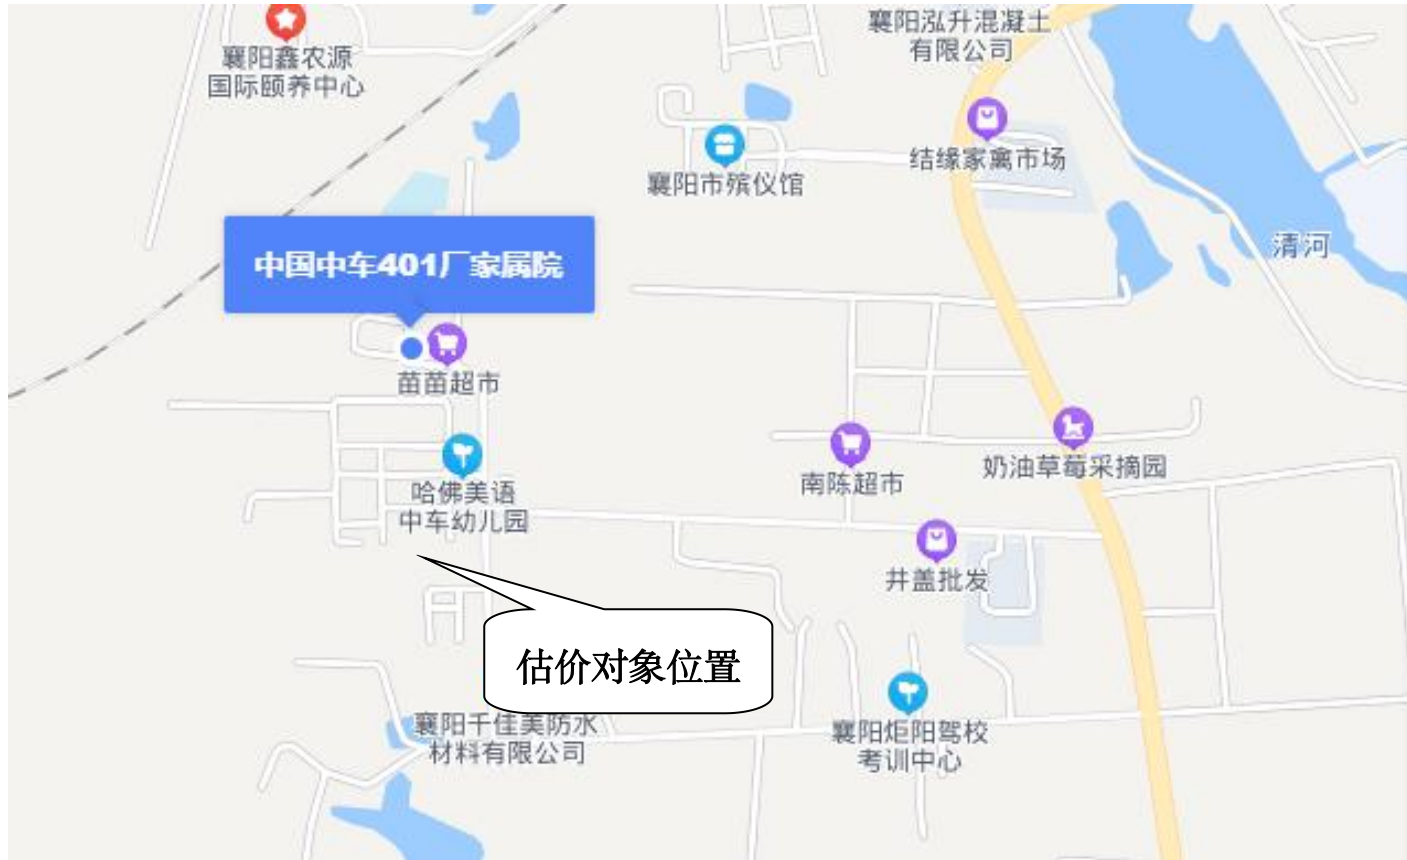 襄阳鑫农源
国际颐养中心
襄阳泓升混凝土
有限公司
结缘家禽市场
襄阳市殡仪馆
清河
中国中车401厂家属院
苗苗超市
奶油草莓采摘园
南陈超市
哈佛美语
中车幼儿园
井盖批发
估价对象位置
襄阳千佳美防水
材料有限公司
襄阳炬阳驾校
考训中心